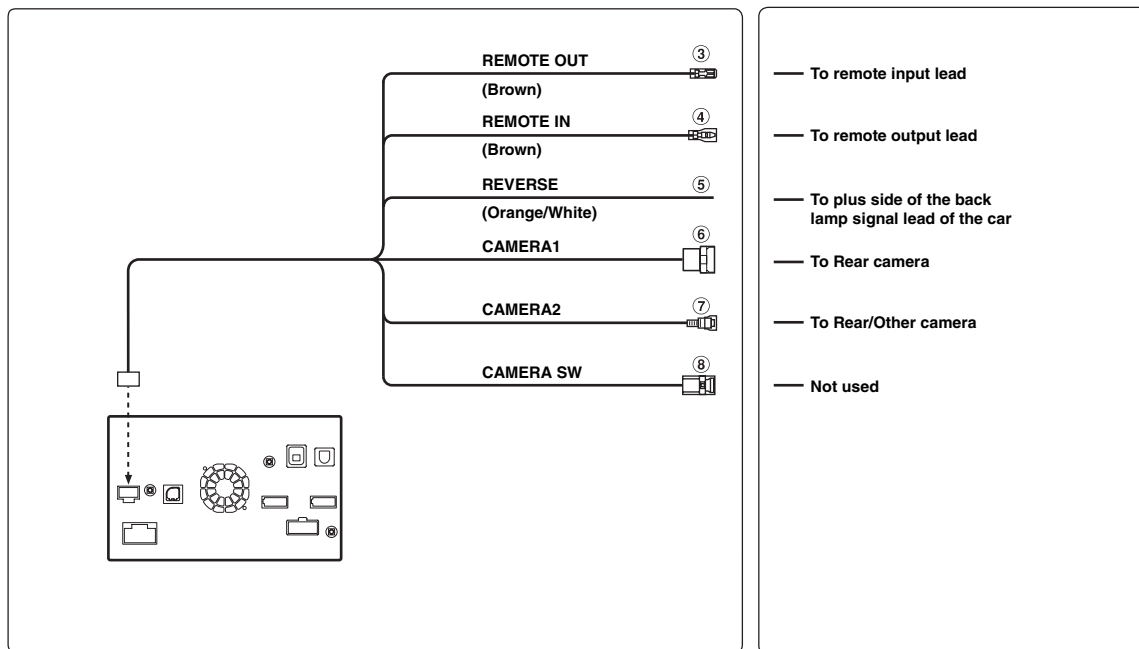 REMOTE OUT
③
(Brown)
To remote input lead
REMOTE IN
④
(Brown)
To remote output lead
REVERSE
⑤
(Orange/White)
To plus side of the back
lamp signal lead of the car
CAMERA1
⑥
To Rear camera
CAMERA2
⑦
To Rear/Other camera
CAMERA SW
⑧
Not used